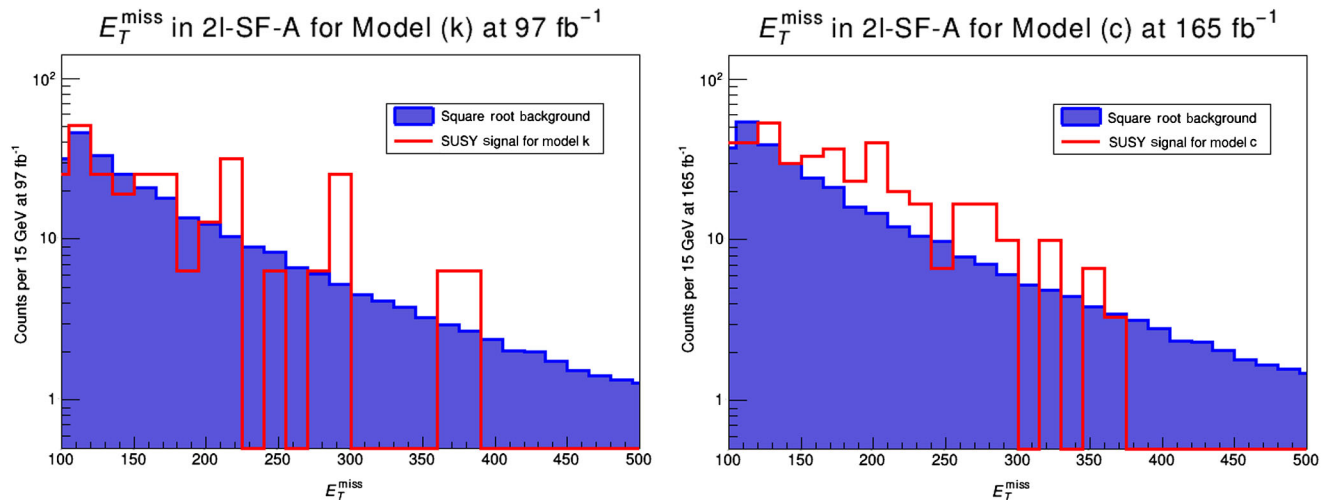 E_T^miss in 2l-SF-A for Model (k) at 97 fb⁻¹
Counts per 15 GeV at 97 fb⁻¹
10²
10
1
Square root background
SUSY signal for model k
100 150 200 250 300 350 400 450 500
E_T^miss
E_T^miss in 2l-SF-A for Model (c) at 165 fb⁻¹
Counts per 15 GeV at 165 fb⁻¹
10²
10
1
Square root background
SUSY signal for model c
100 150 200 250 300 350 400 450 500
E_T^miss